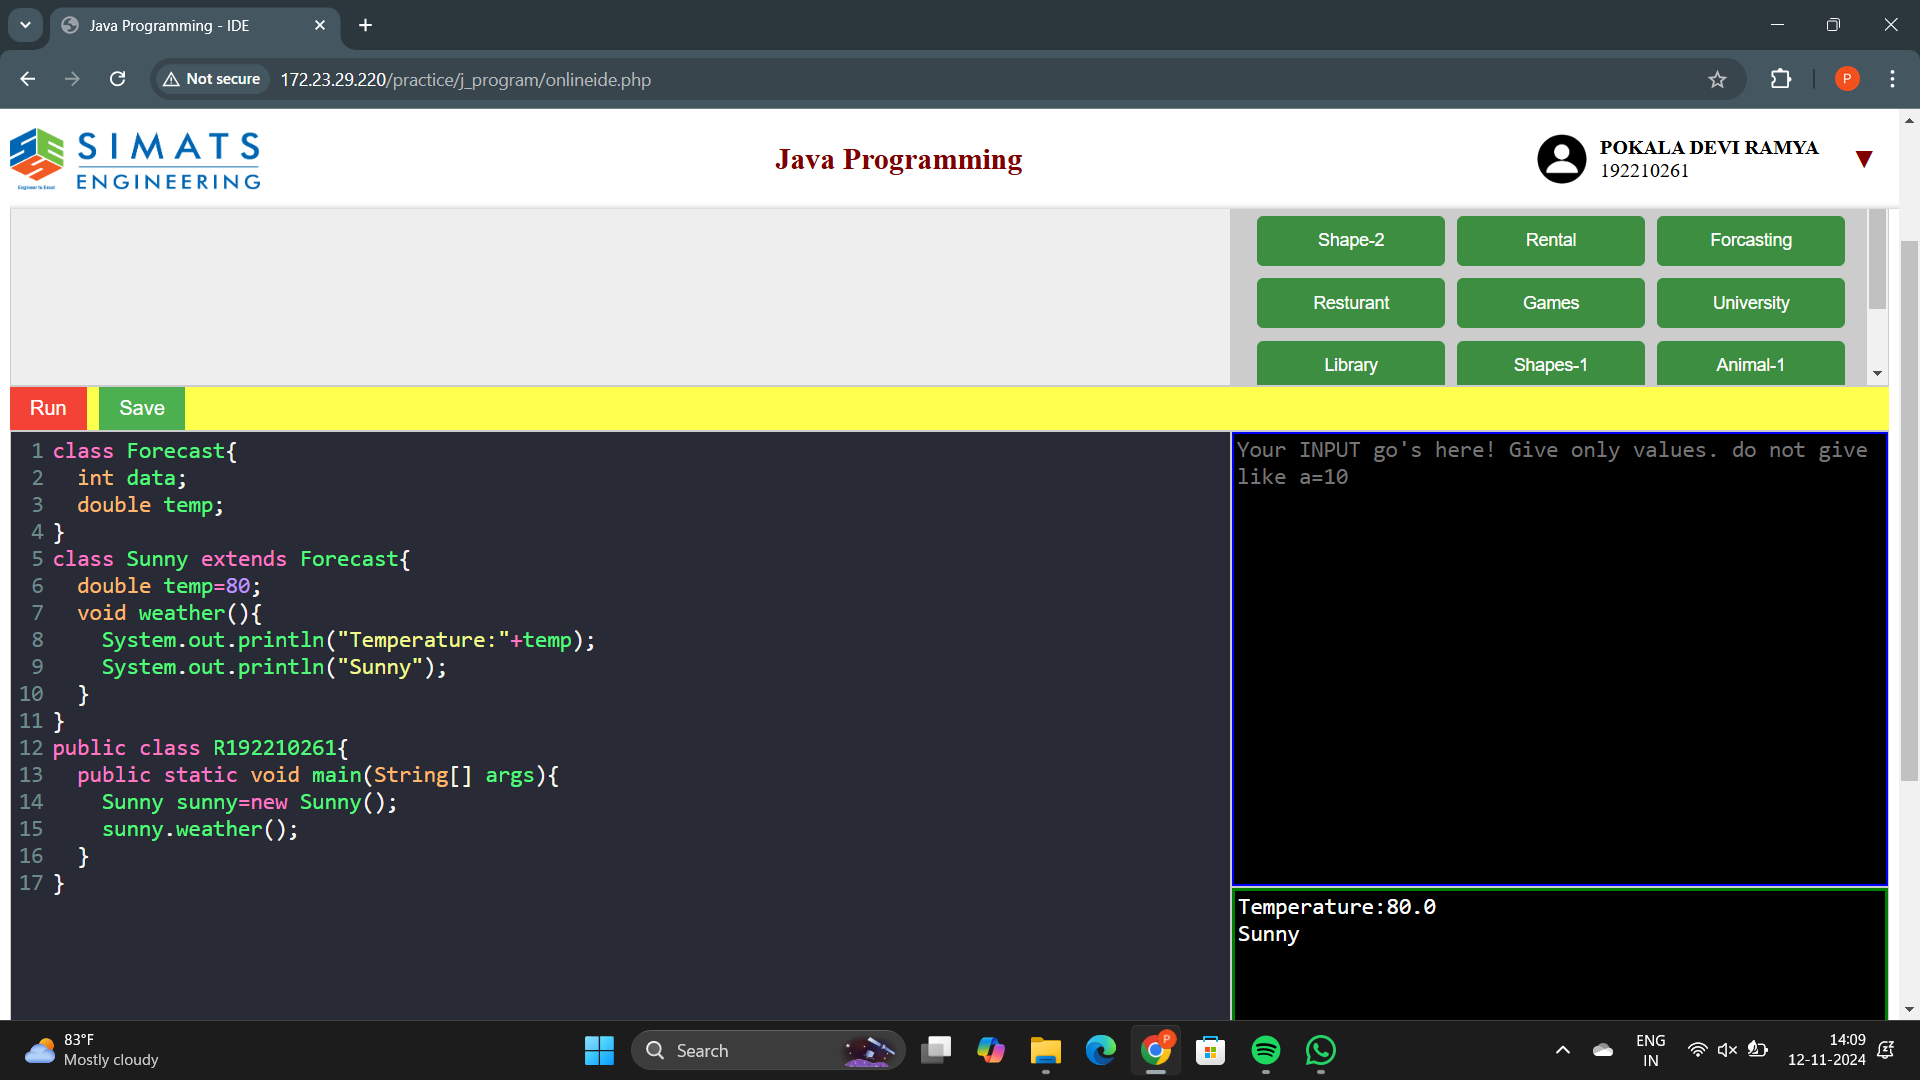 Java Programming - IDE
Not secure
172.23.29.220/practice/j_program/onlineide.php
P
SIMATS
ENGINEERING
Engineer to Excel
Java Programming
POKALA DEVI RAMYA
192210261
Shape-2
Rental
Forcasting
Resturant
Games
University
Library
Shapes-1
Animal-1
Run
Save
1 class Forecast{
2 int data;
3 double temp;
4 }
5 class Sunny extends Forecast{
6 double temp=80;
7 void weather(){
8 System.out.println("Temperature:"+temp);
9 System.out.println("Sunny");
10 }
11 }
12 public class R192210261{
13 public static void main(String[] args){
14 Sunny sunny=new Sunny();
15 sunny.weather();
16 }
17 }
Your INPUT go's here! Give only values. do not give
like a=10
Temperature:80.0
Sunny
83°F
Mostly cloudy
Search
P
ENG
IN
14:09
12-11-2024